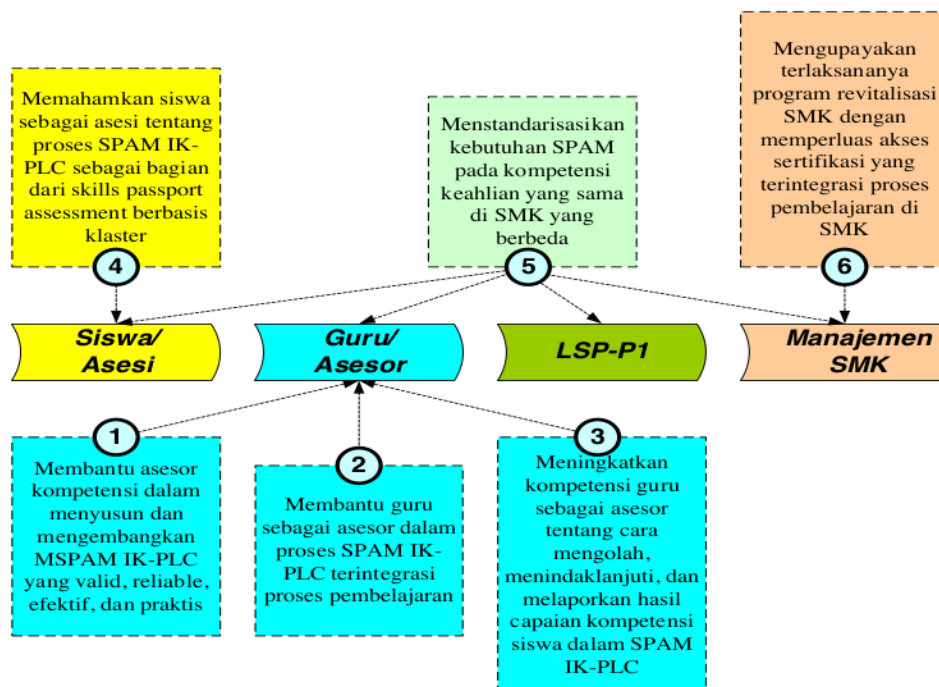 Memahamkan siswa
sebagai asesi tentang
proses SPAM IK-
PLC sebagai bagian
dari skills passport
assessment berbasis
klaster
4
Menstandarisasikan
kebutuhan SPAM
pada kompetensi
keahlian yang sama
di SMK yang
berbeda
5
Mengupayakan
terlaksananya
program revitalisasi
SMK dengan
memperluas akses
sertifikasi yang
terintegrasi proses
pembelajaran di
SMK
6
Siswa/
Asesi
Guru/
Asesor
LSP-P1
Manajemen
SMK
1
Membantu asesor
kompetensi dalam
menyusun dan
mengembangkan
MSPAM IK-PLC
yang valid, reliable,
efektif, dan praktis
2
Membantu guru
sebagai asesor dalam
proses SPAM IK-
PLC terintegrasi
proses pembelajaran
3
Meningkatkan
kompetensi guru
sebagai asesor
tentang cara
mengolah,
menindaklanjuti, dan
melaporkan hasil
capaian kompetensi
siswa dalam SPAM
IK-PLC